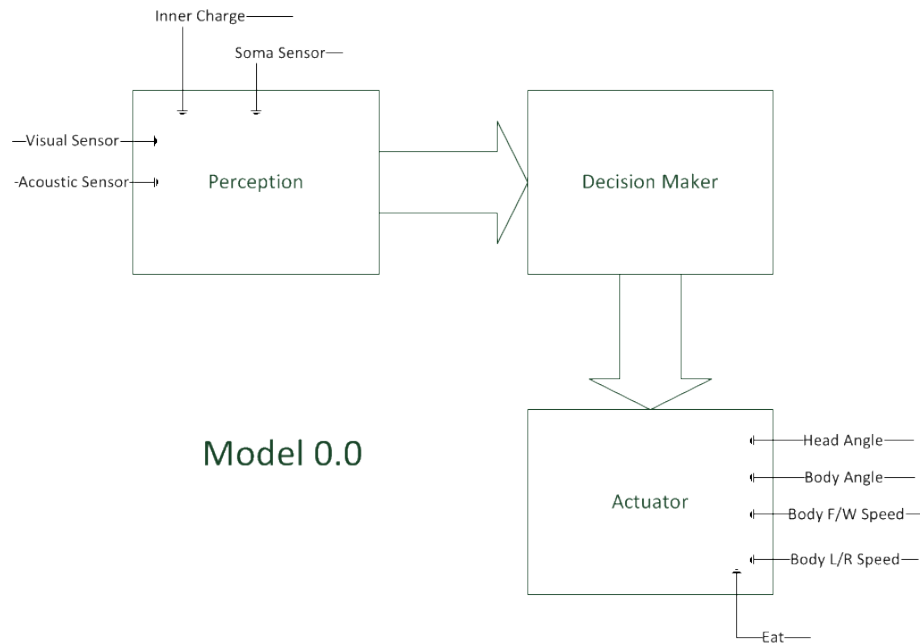 Inner Charge
Soma Sensor
Visual Sensor
Acoustic Sensor
Perception
Decision Maker
Model 0.0
Actuator
Head Angle
Body Angle
Body F/W Speed
Body L/R Speed
Eat